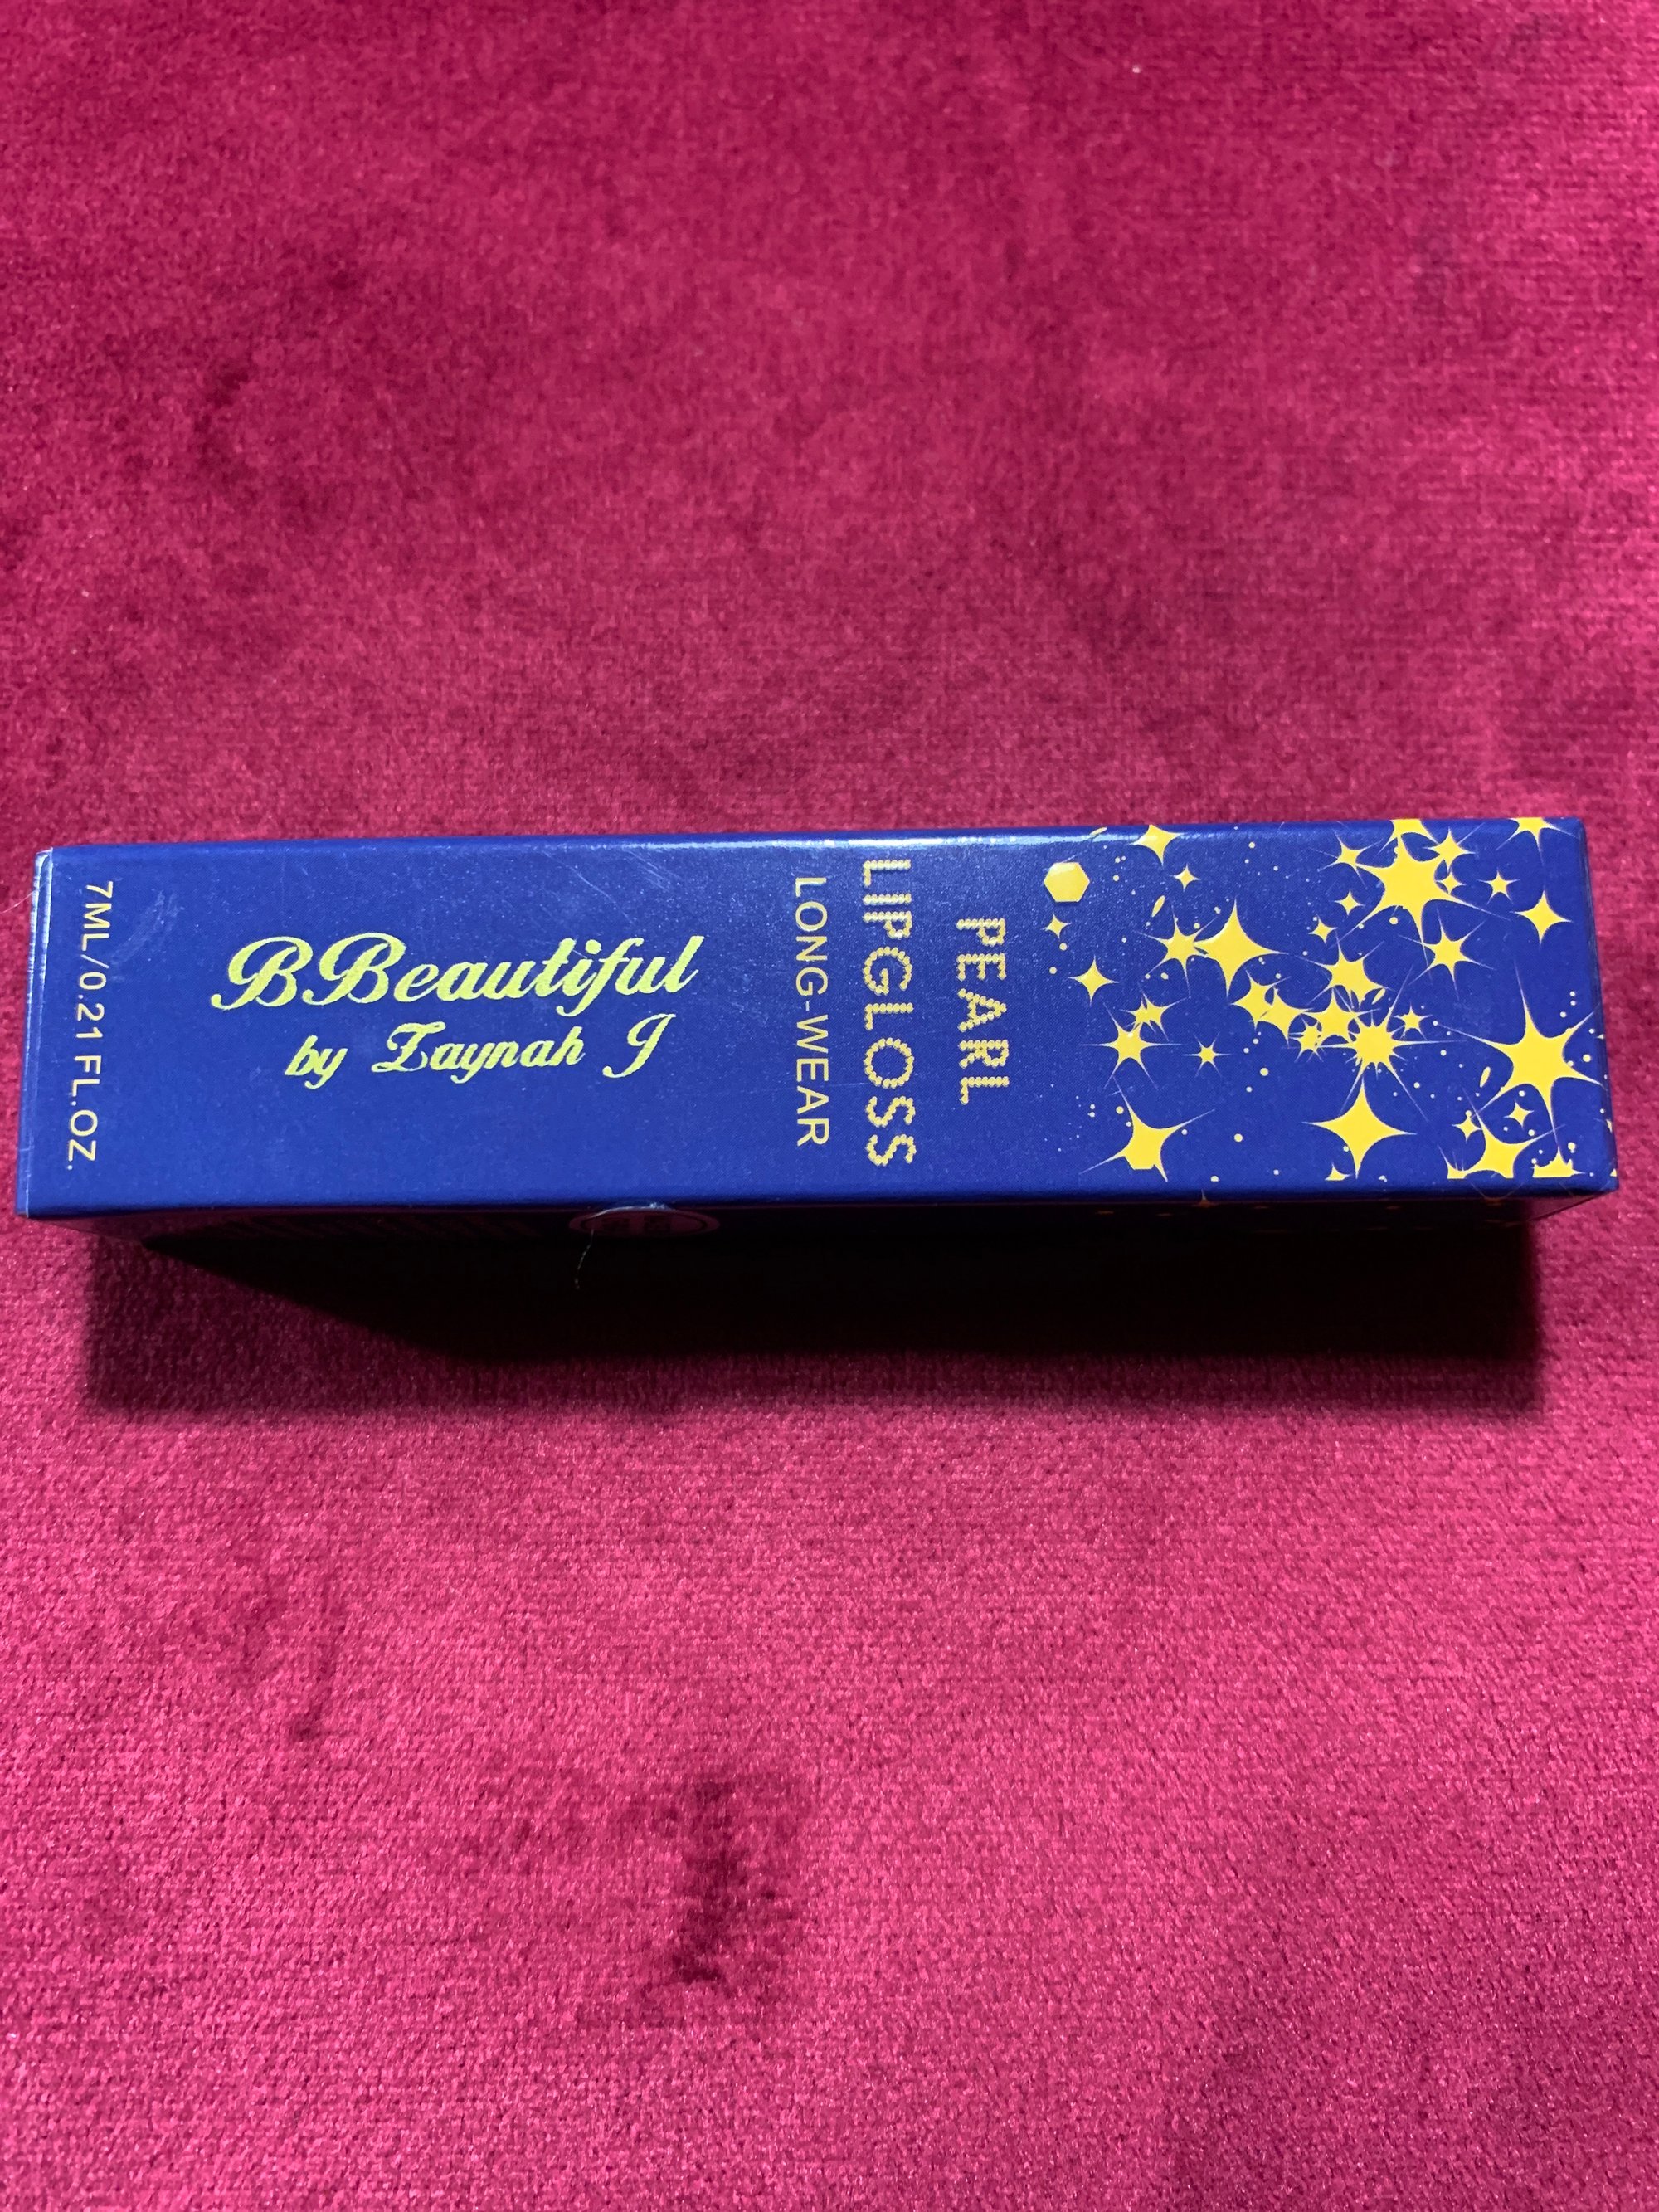 PEARL
LIPGLOSS
LONG-WEAR
BBeautiful
by Zaynah J
7ML/0.21 FL.OZ.